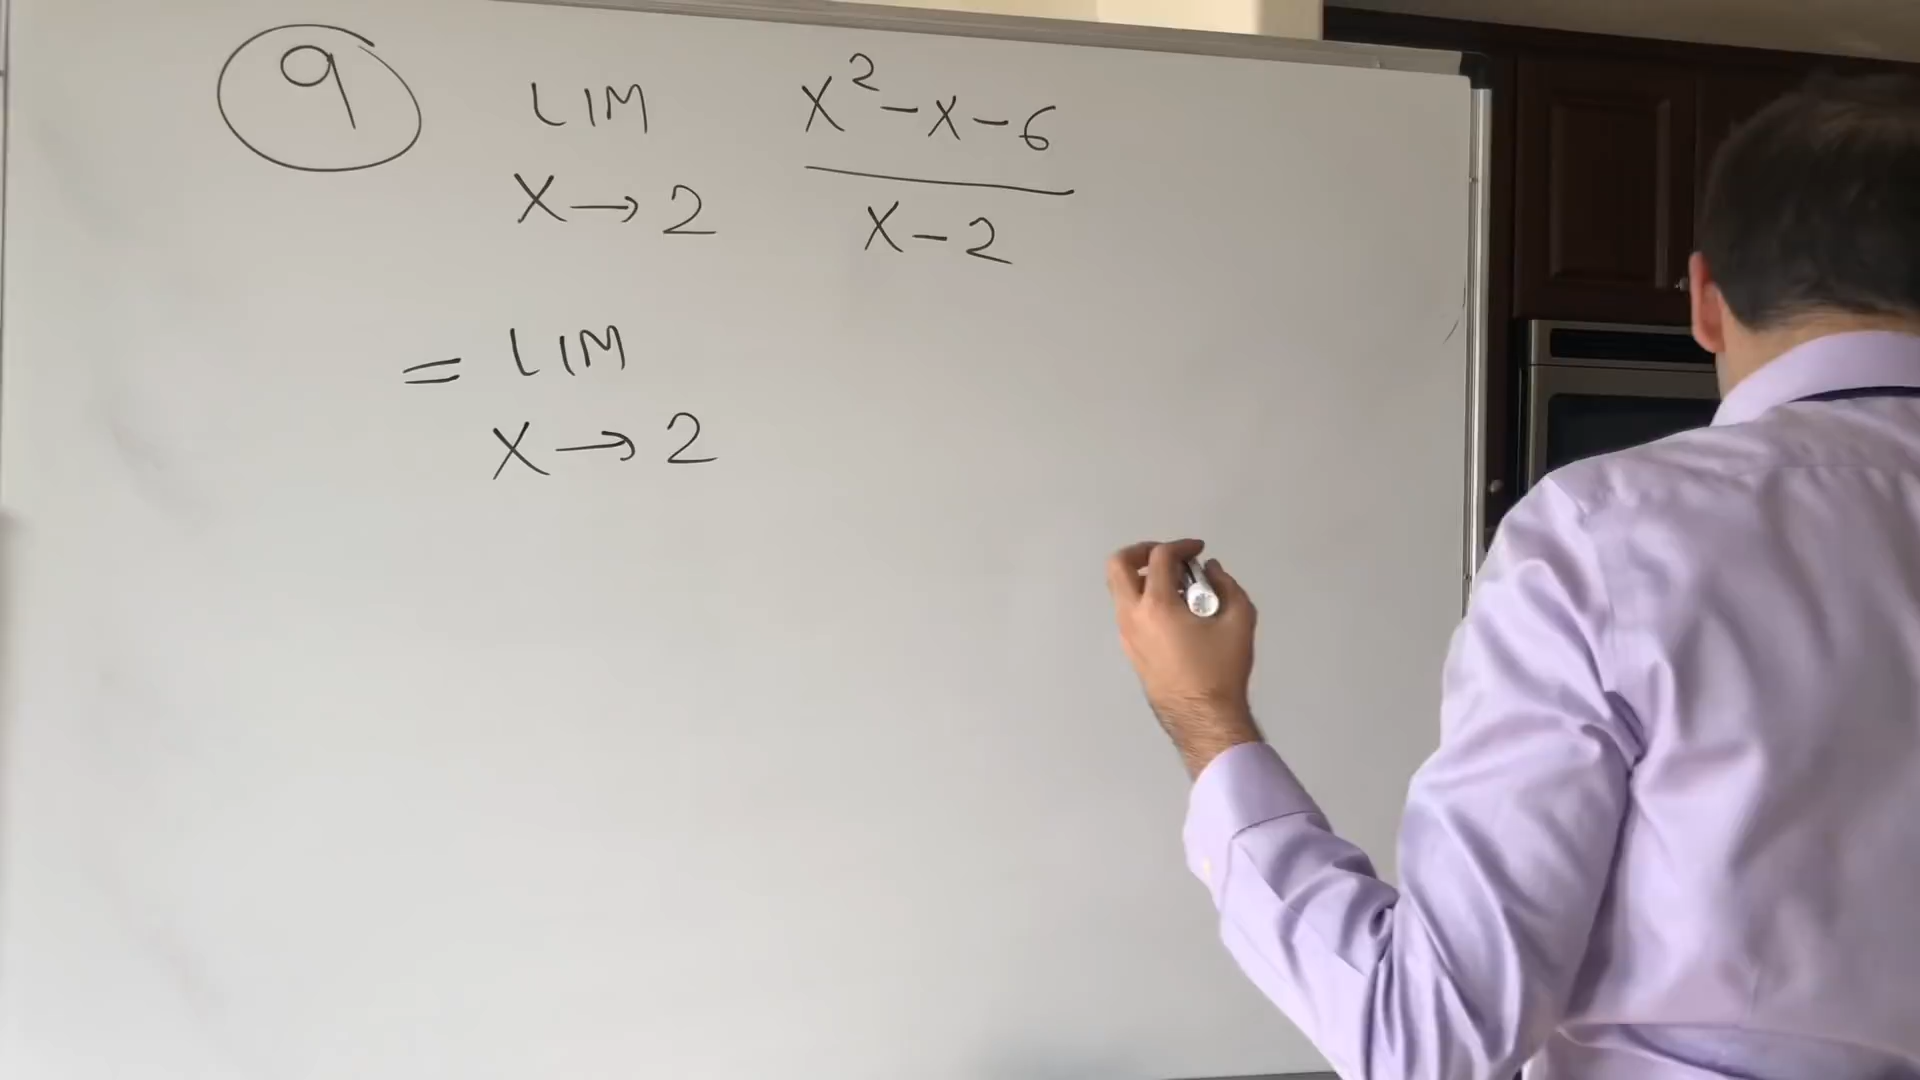 9 LIM x² - x - 6
x → 2 x - 2
= LIM
x → 2